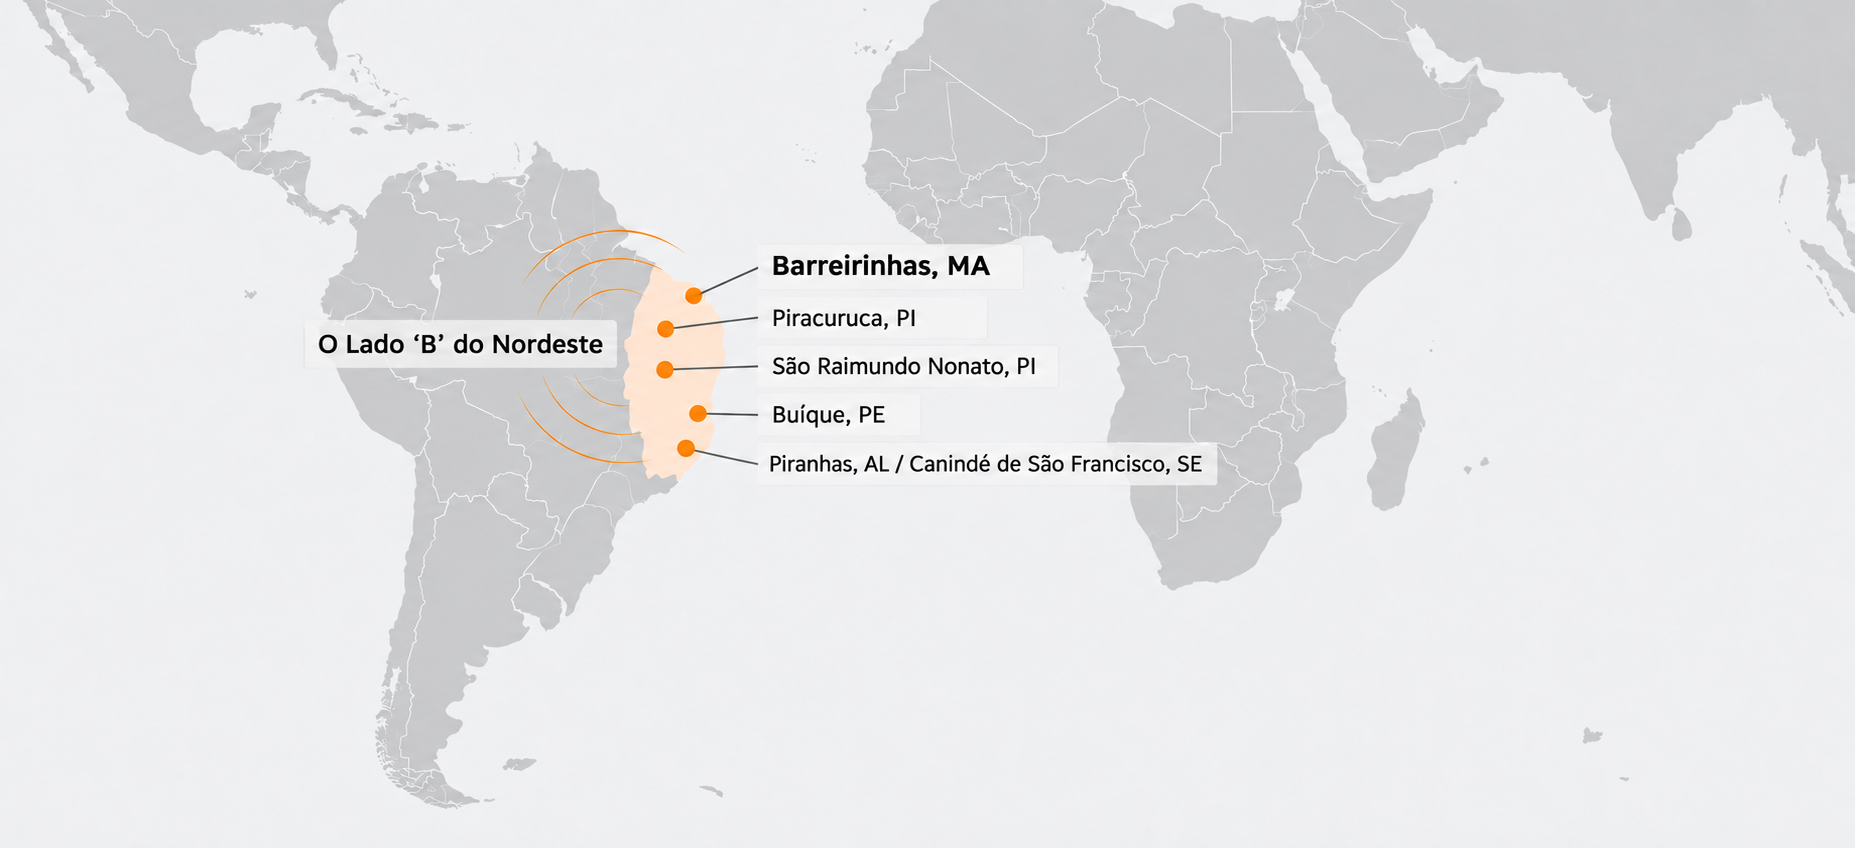 Barreirinhas, MA
Piracuruca, PI
O Lado ‘B’ do Nordeste
São Raimundo Nonato, PI
Buíque, PE
Piranhas, AL / Canindé de São Francisco, SE